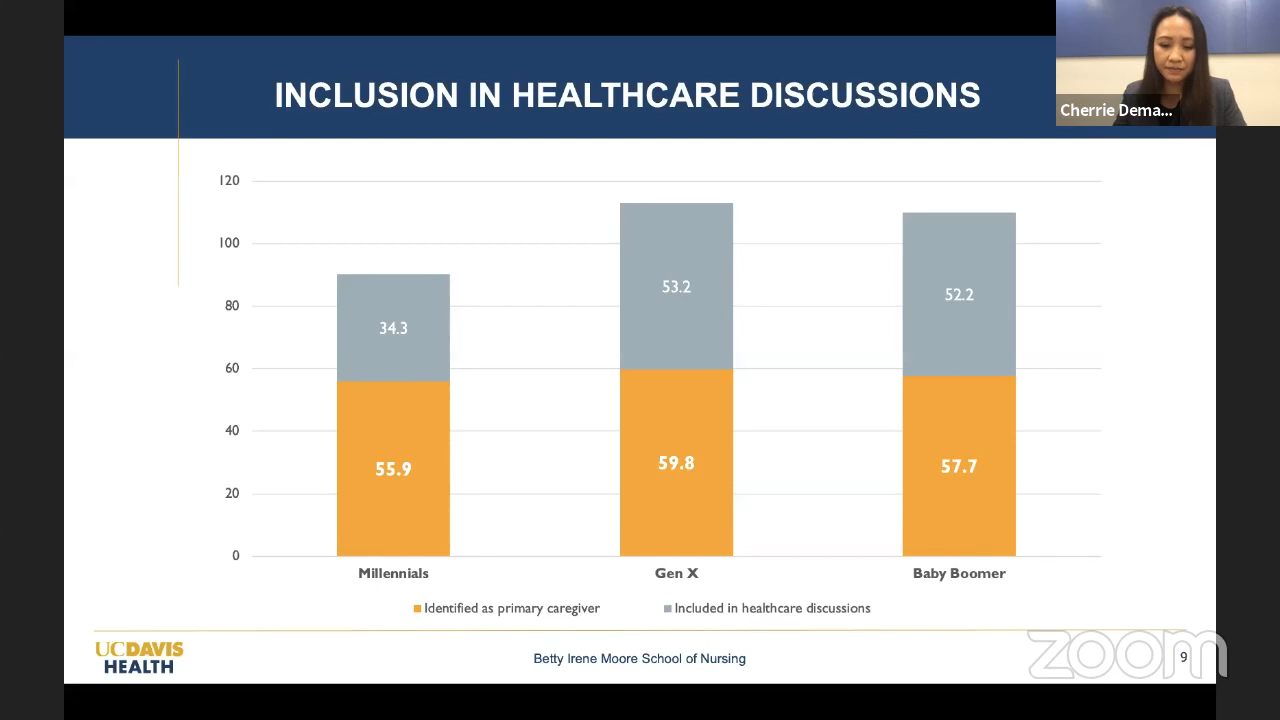 INCLUSION IN HEALTHCARE DISCUSSIONS
Cherrie Dema...
120
100
80
60
40
20
0
34.3
53.2
52.2
55.9
59.8
57.7
Millennials
Gen X
Baby Boomer
Identified as primary caregiver
Included in healthcare discussions
UCDAVIS
HEALTH
Betty Irene Moore School of Nursing
zoom
9